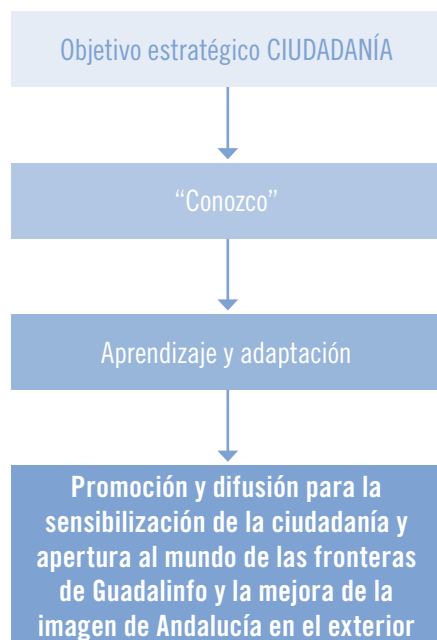 Objetivo estratégico CIUDADANÍA
“Conozco”
Aprendizaje y adaptación
Promoción y difusión para la
sensibilización de la ciudadanía y
apertura al mundo de las fronteras
de Guadalinfo y la mejora de la
imagen de Andalucía en el exterior